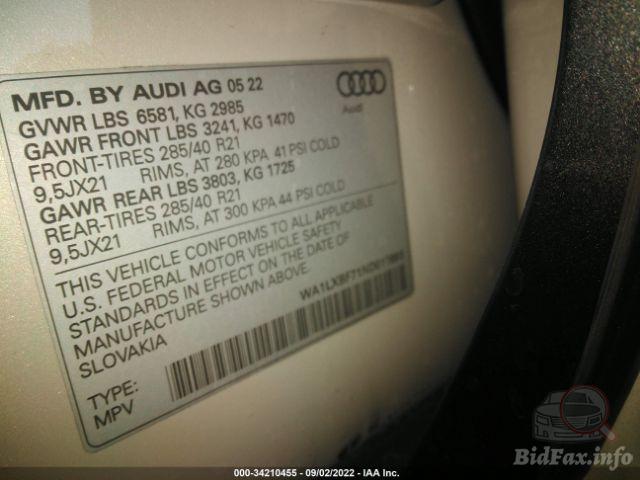 MFD. BY AUDI AG 05 22
GVWR LBS 6581, KG 2985
GAWR FRONT LBS 3241, KG 1470
FRONT-TIRES 285/40 R21
9,5JX21 RIMS, AT 280 KPA 41 PSI COLD
GAWR REAR LBS 3803, KG 1725
REAR-TIRES 285/40 R21
9,5JX21 RIMS, AT 300 KPA 44 PSI COLD
Audi
THIS VEHICLE CONFORMS TO ALL APPLICABLE
U.S. FEDERAL MOTOR VEHICLE SAFETY
STANDARDS IN EFFECT ON THE DATE OF
MANUFACTURE SHOWN ABOVE.
SLOVAKIA
TYPE:
MPV
BidFax.info
000-34210455 - 09/02/2022 - IAA Inc.